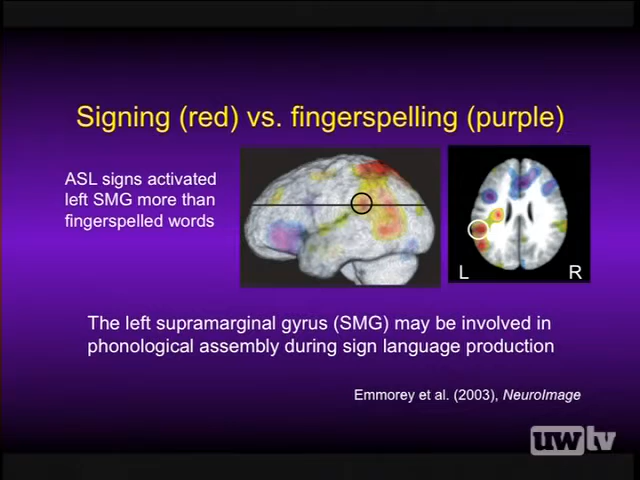 Signing (red) vs. fingerspelling (purple)
ASL signs activated
left SMG more than
fingerspelled words
L
R
The left supramarginal gyrus (SMG) may be involved in
phonological assembly during sign language production
Emmorey et al. (2003), NeuroImage
uwtv